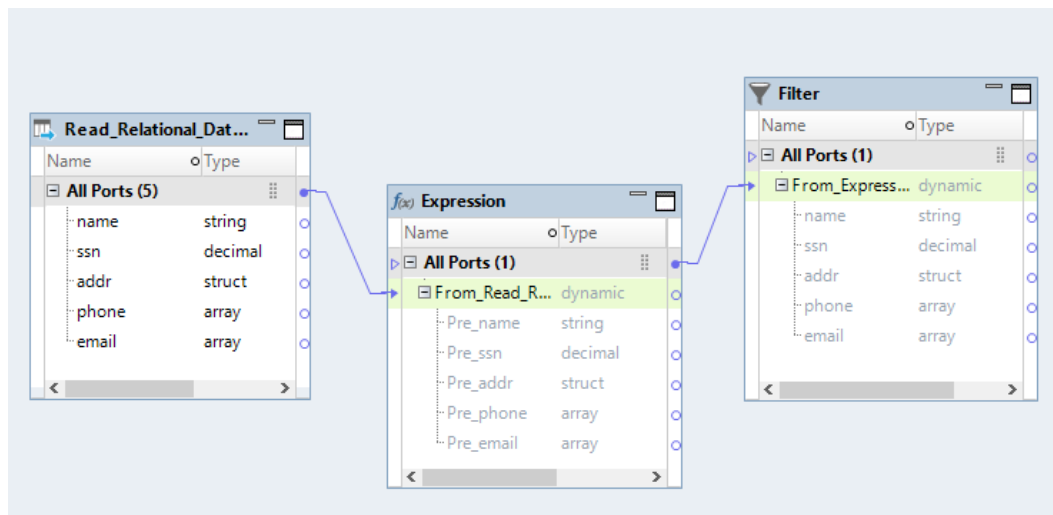 Read_Relational_Dat...
Name Type
All Ports (5)
name string
ssn decimal
addr struct
phone array
email array
f(x) Expression
Name Type
All Ports (1)
From_Read_R... dynamic
Pre_name string
Pre_ssn decimal
Pre_addr struct
Pre_phone array
Pre_email array
Filter
Name Type
All Ports (1)
From_Express... dynamic
name string
ssn decimal
addr struct
phone array
email array